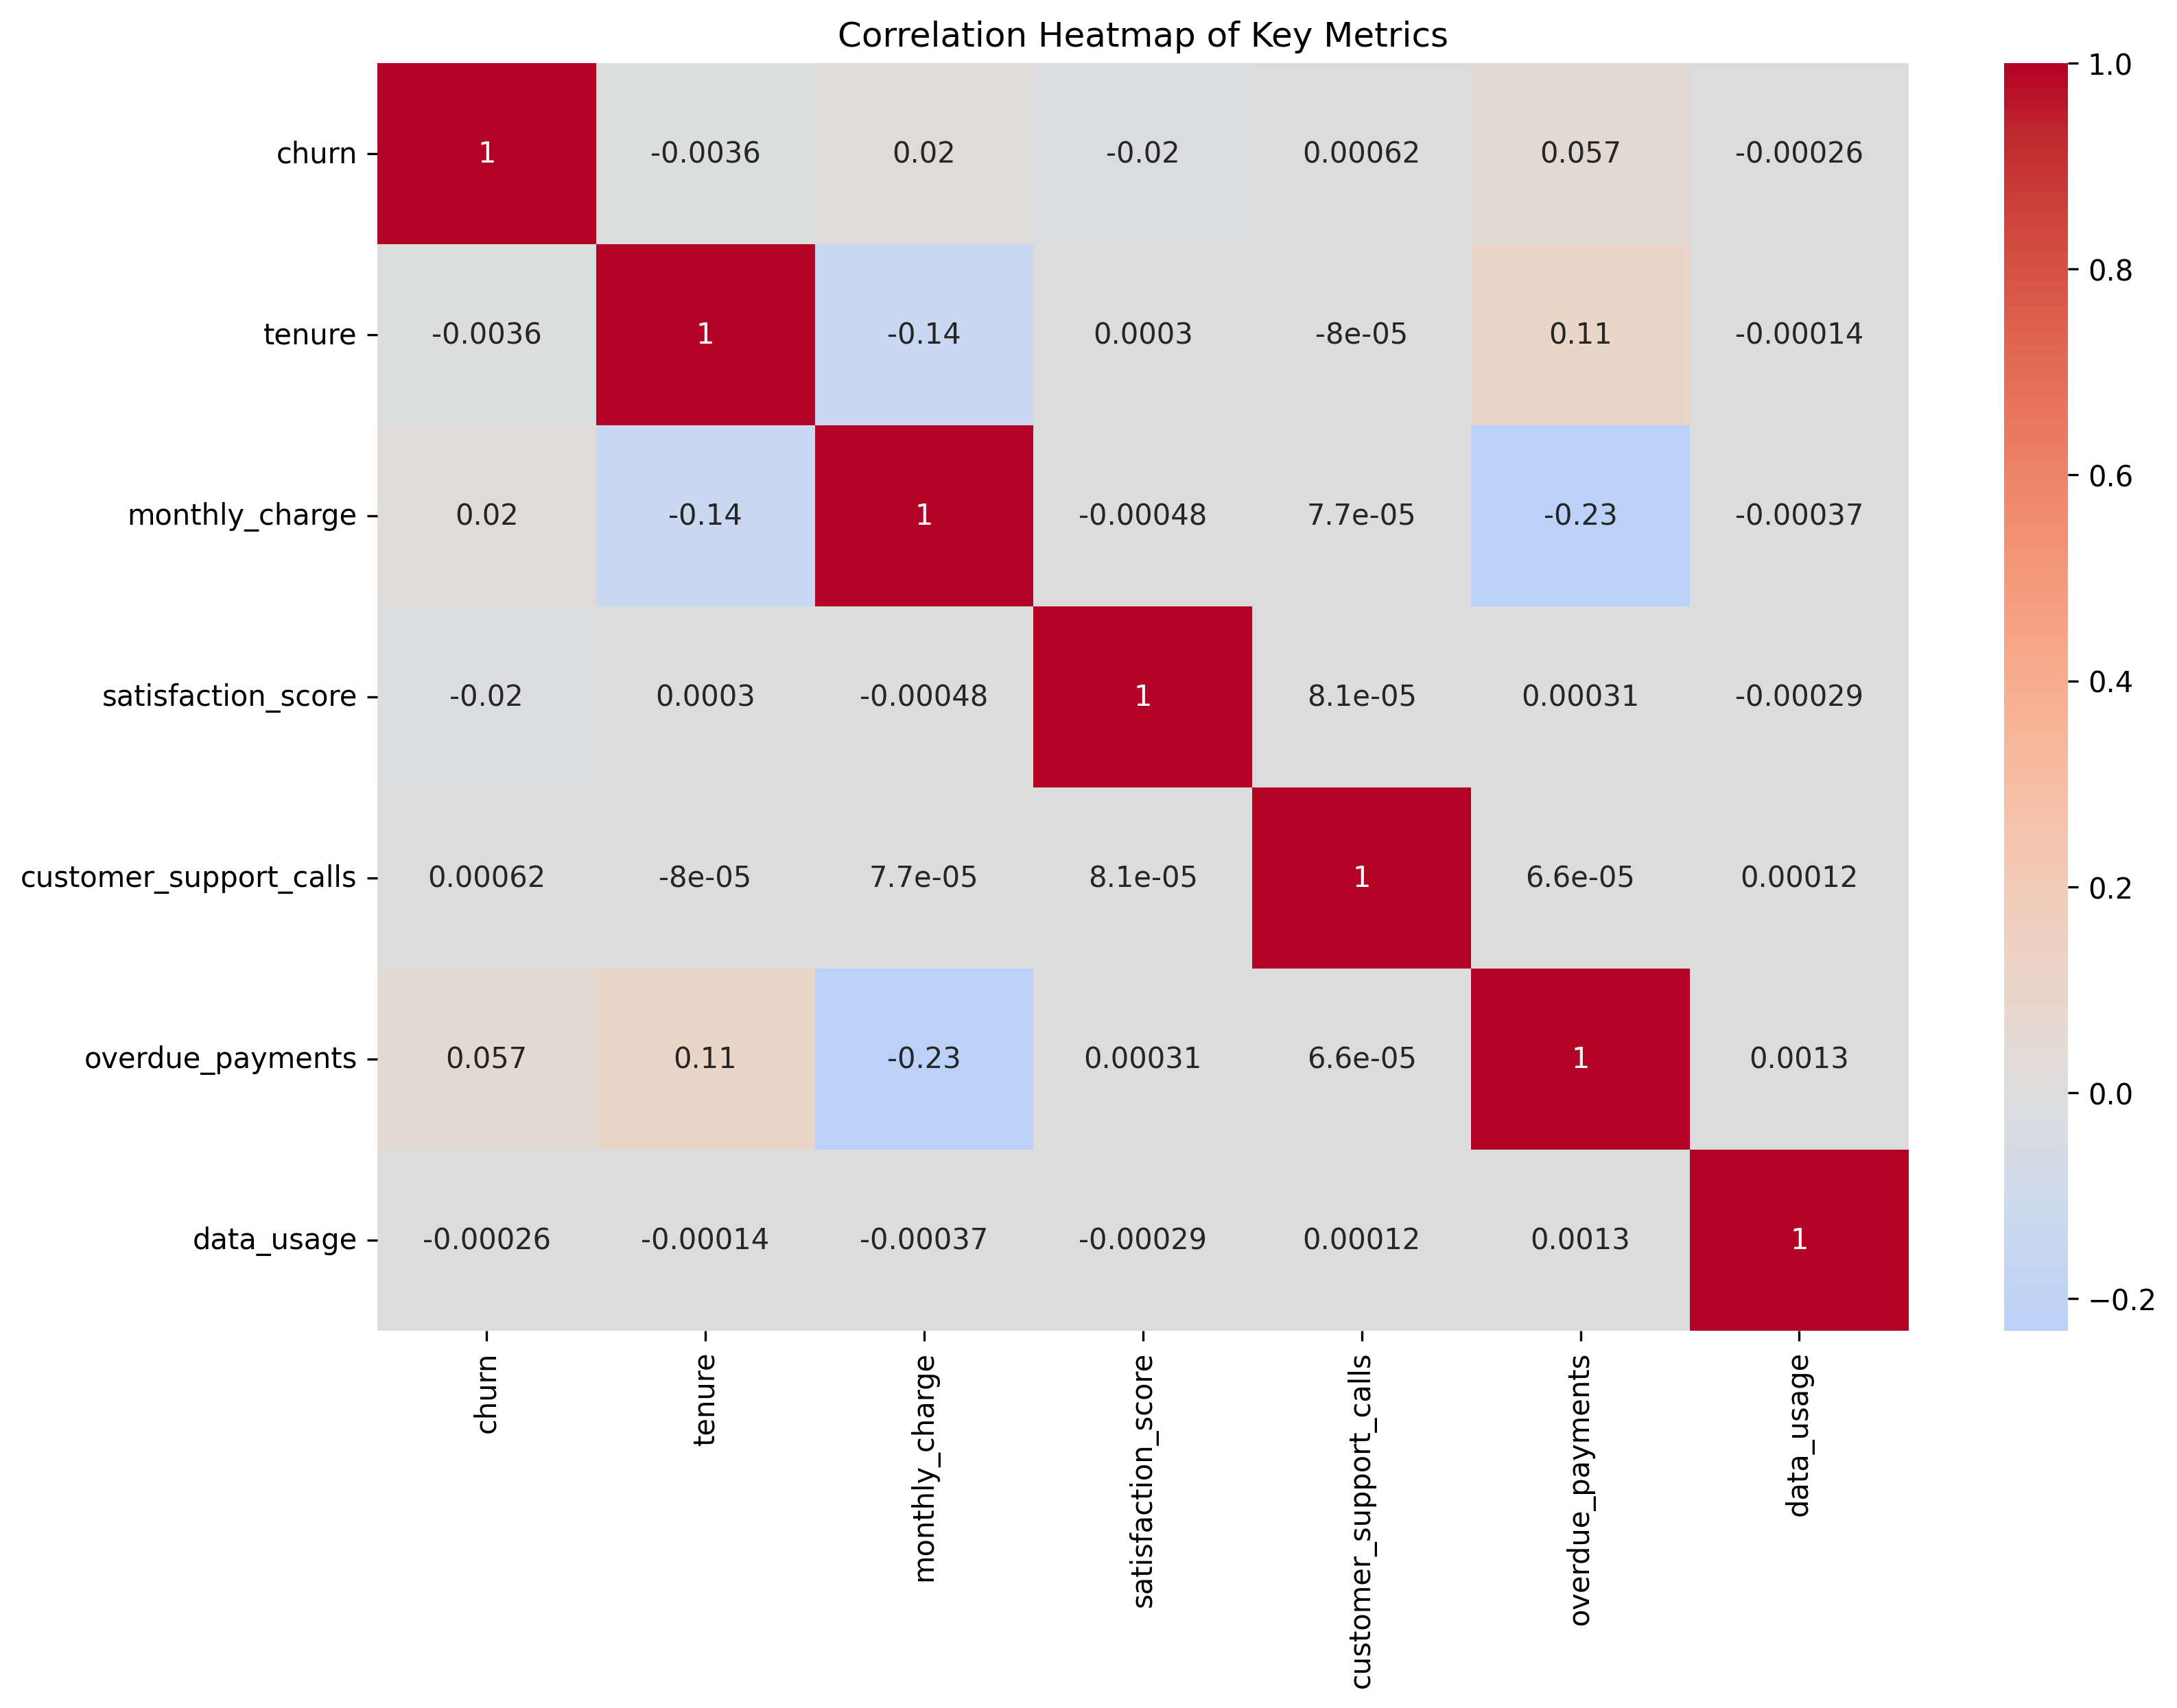 Correlation Heatmap of Key Metrics
churn 1 -0.0036 0.02 -0.02 0.00062 0.057 -0.00026
tenure -0.0036 1 -0.14 0.0003 -8e-05 0.11 -0.00014
monthly_charge 0.02 -0.14 1 -0.00048 7.7e-05 -0.23 -0.00037
satisfaction_score -0.02 0.0003 -0.00048 1 8.1e-05 0.00031 -0.00029
customer_support_calls 0.00062 -8e-05 7.7e-05 8.1e-05 1 6.6e-05 0.00012
overdue_payments 0.057 0.11 -0.23 0.00031 6.6e-05 1 0.0013
data_usage -0.00026 -0.00014 -0.00037 -0.00029 0.00012 0.0013 1
churn
tenure
monthly_charge
satisfaction_score
customer_support_calls
overdue_payments
data_usage
1.0
0.8
0.6
0.4
0.2
0.0
−0.2